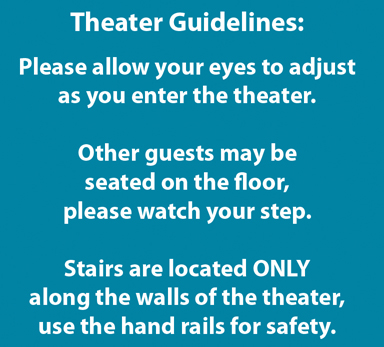 Theater Guidelines:
Please allow your eyes to adjust
as you enter the theater.
Other guests may be
seated on the floor,
please watch your step.
Stairs are located ONLY
along the walls of the theater,
use the hand rails for safety.